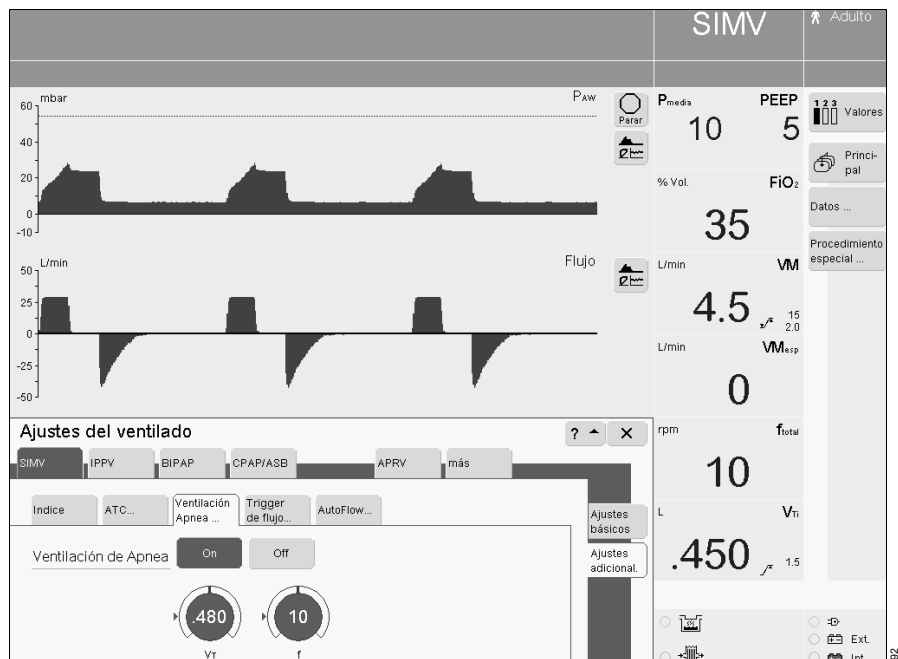 SIMV
Adulto
mbar
PAW
60
40
20
0
-10
Parar
L/min
Flujo
50
25
0
-25
-50
Pmedia
PEEP
10
5
% Vol.
FiO2
35
L/min
VM
4.5
15
2.0
L/min
VMesp
0
rpm
ftotal
10
L
VTi
.450
1.5
1 2 3
Valores
Princi-
pal
Datos ...
Procedimiento
especial ...
Ajustes del ventilado
?
X
SIMV
IPPV
BIPAP
CPAP/ASB
APRV
más
Indice
ATC...
Ventilación
Apnea ...
Trigger
de flujo...
AutoFlow...
Ajustes
básicos
Ajustes
adicional.
Ventilación de Apnea
On
Off
.480
10
VT
f
Ext.
Int.
92